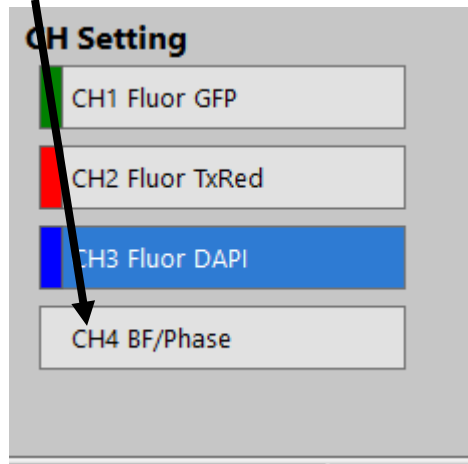 CH Setting
CH1 Fluor GFP
CH2 Fluor TxRed
CH3 Fluor DAPI
CH4 BF/Phase